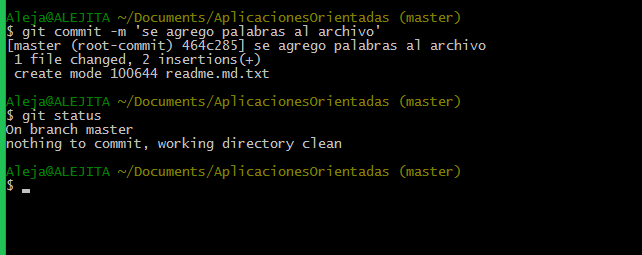 Aleja@ALEJITA ~/Documents/AplicacionesOrientadas (master)
$ git commit -m 'se agrego palabras al archivo'
[master (root-commit) 464c285] se agrego palabras al archivo
 1 file changed, 2 insertions(+)
 create mode 100644 readme.md.txt
Aleja@ALEJITA ~/Documents/AplicacionesOrientadas (master)
$ git status
On branch master
nothing to commit, working directory clean
Aleja@ALEJITA ~/Documents/AplicacionesOrientadas (master)
$